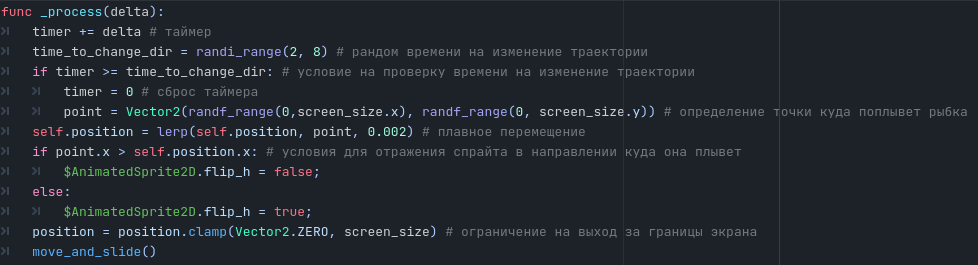 func _process(delta):
timer += delta # таймер
time_to_change_dir = randi_range(2, 8) # рандом времени на изменение траектории
if timer >= time_to_change_dir: # условие на проверку времени на изменение траектории
timer = 0 # сброс таймера
point = Vector2(randf_range(0,screen_size.x), randf_range(0, screen_size.y)) # определение точки куда поплывет рыбка
self.position = lerp(self.position, point, 0.002) # плавное перемещение
if point.x > self.position.x: # условия для отражения спрайта в направлении куда она плывет
$AnimatedSprite2D.flip_h = false;
else:
$AnimatedSprite2D.flip_h = true;
position = position.clamp(Vector2.ZERO, screen_size) # ограничение на выход за границы экрана
move_and_slide()